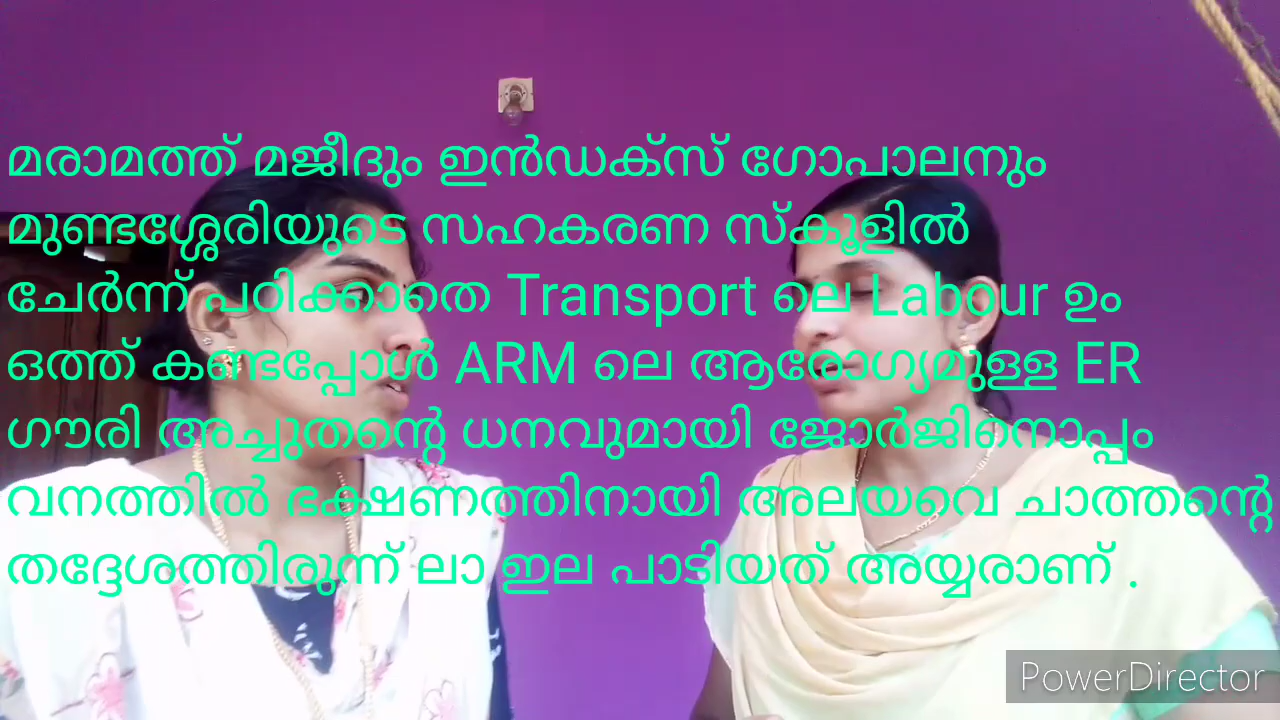 മരാമത്ത് മജീദും ഇൻഡക്സ് ഗോപാലനും
മുണ്ടശ്ശേരിയുടെ സഹകരണ സ്കൂളിൽ
ചേർന്ന് പഠിക്കാതെ Transport ലെ Labour ഉം
ഒത്ത് കണ്ടപ്പോൾ ARM ലെ ആരോഗ്യമുള്ള ER
ഗൗരി അച്ചുതന്റെ ധനവുമായി ജോർജിനൊപ്പം
വനത്തിൽ ഭക്ഷണത്തിനായി അലയവെ ചാത്തന്റെ
തദ്ദേശത്തിരുന്ന് ലാ ഇല പാടിയത് അയ്യരാണ് .
PowerDirector